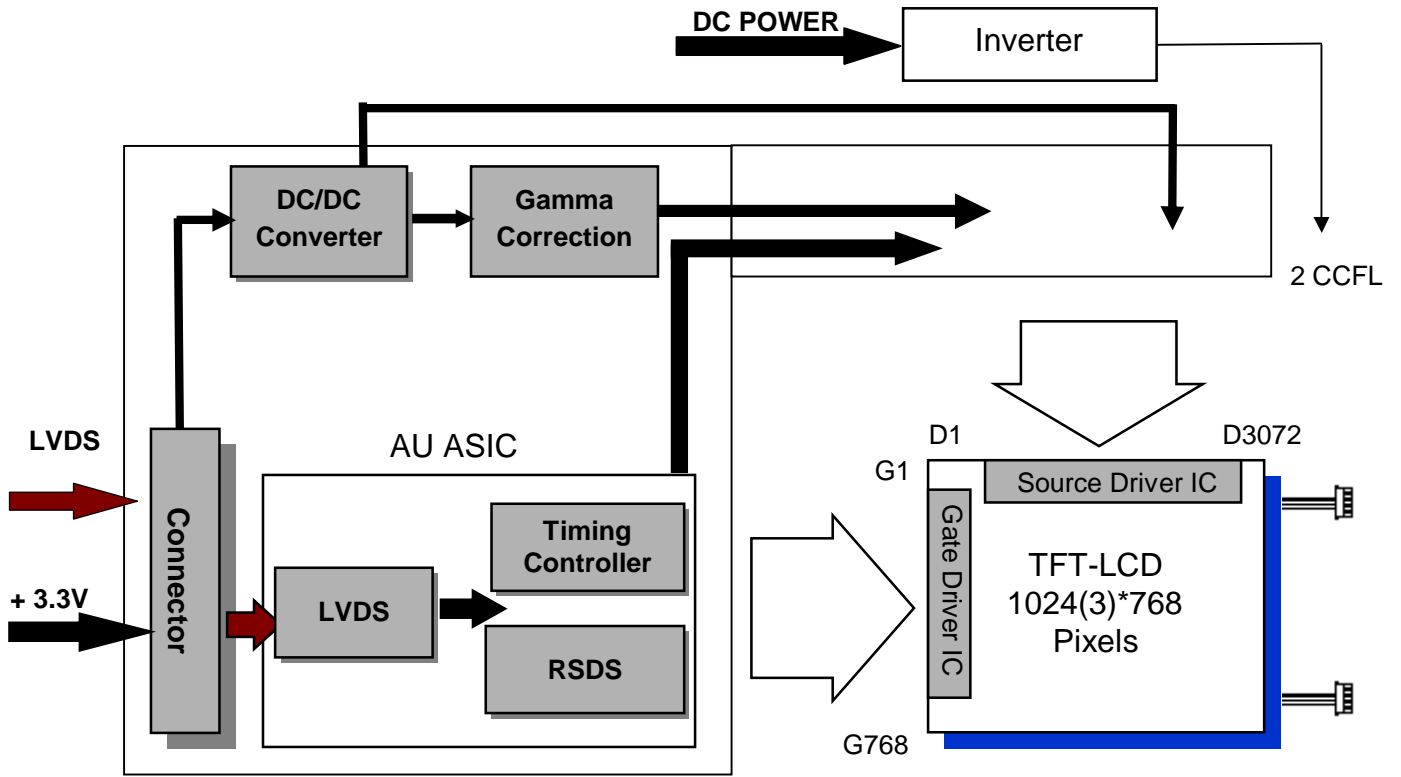 DC POWER
Inverter
DC/DC
Converter
Gamma
Correction
2 CCFL
LVDS
+ 3.3V
Connector
AU ASIC
LVDS
Timing
Controller
RSDS
D1
D3072
G1
Source Driver IC
Gate Driver IC
TFT-LCD
1024(3)*768
Pixels
G768